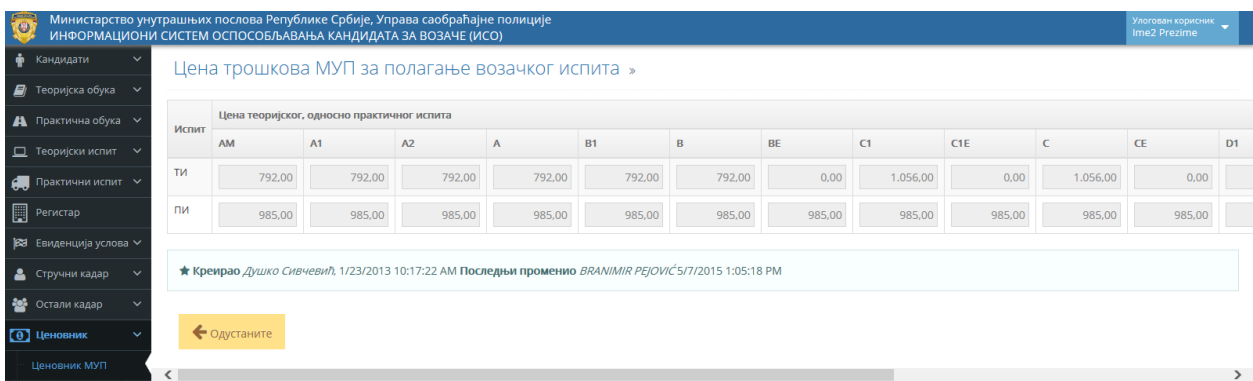 Министарство унутрашњих послова Републике Србије, Управа саобраћајне полиције
ИНФОРМАЦИОНИ СИСТЕМ ОСПОСОБЉАВАЊА КАНДИДАТА ЗА ВОЗАЧЕ (ИСО)
Улогован корисник
Ime2 Prezime
Кандидати
Теоријска обука
Практична обука
Теоријски испит
Практични испит
Регистар
Евиденција услова
Стручни кадар
Остали кадар
Ценовник
Ценовник МУП
Цена трошкова МУП за полагање возачког испита »
Испит Цена теоријског, односно практичног испита
AM A1 A2 A B1 B BE C1 C1E C CE D1
ТИ 792,00 792,00 792,00 792,00 792,00 792,00 0,00 1.056,00 0,00 1.056,00 0,00
ПИ 985,00 985,00 985,00 985,00 985,00 985,00 985,00 985,00 985,00 985,00 985,00
Креирао Душко Сивчевић, 1/23/2013 10:17:22 AM Последњи променио BRANIMIR PEJOVIĆ 5/7/2015 1:05:18 PM
Одустаните